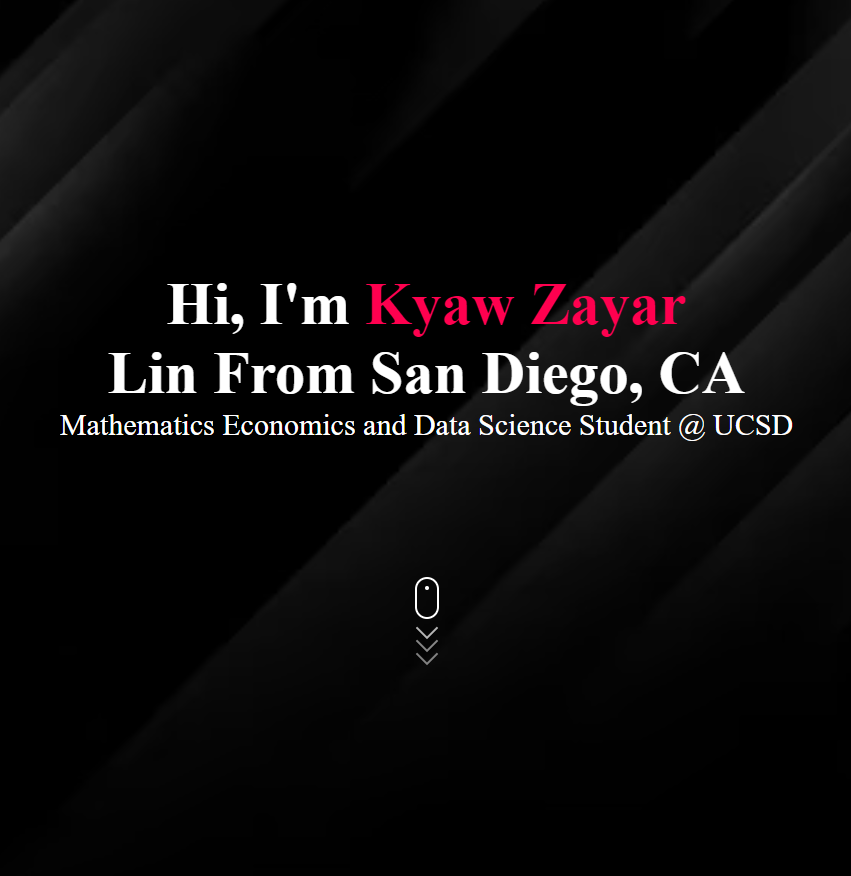 Hi, I'm Kyaw Zayar
Lin From San Diego, CA
Mathematics Economics and Data Science Student @ UCSD